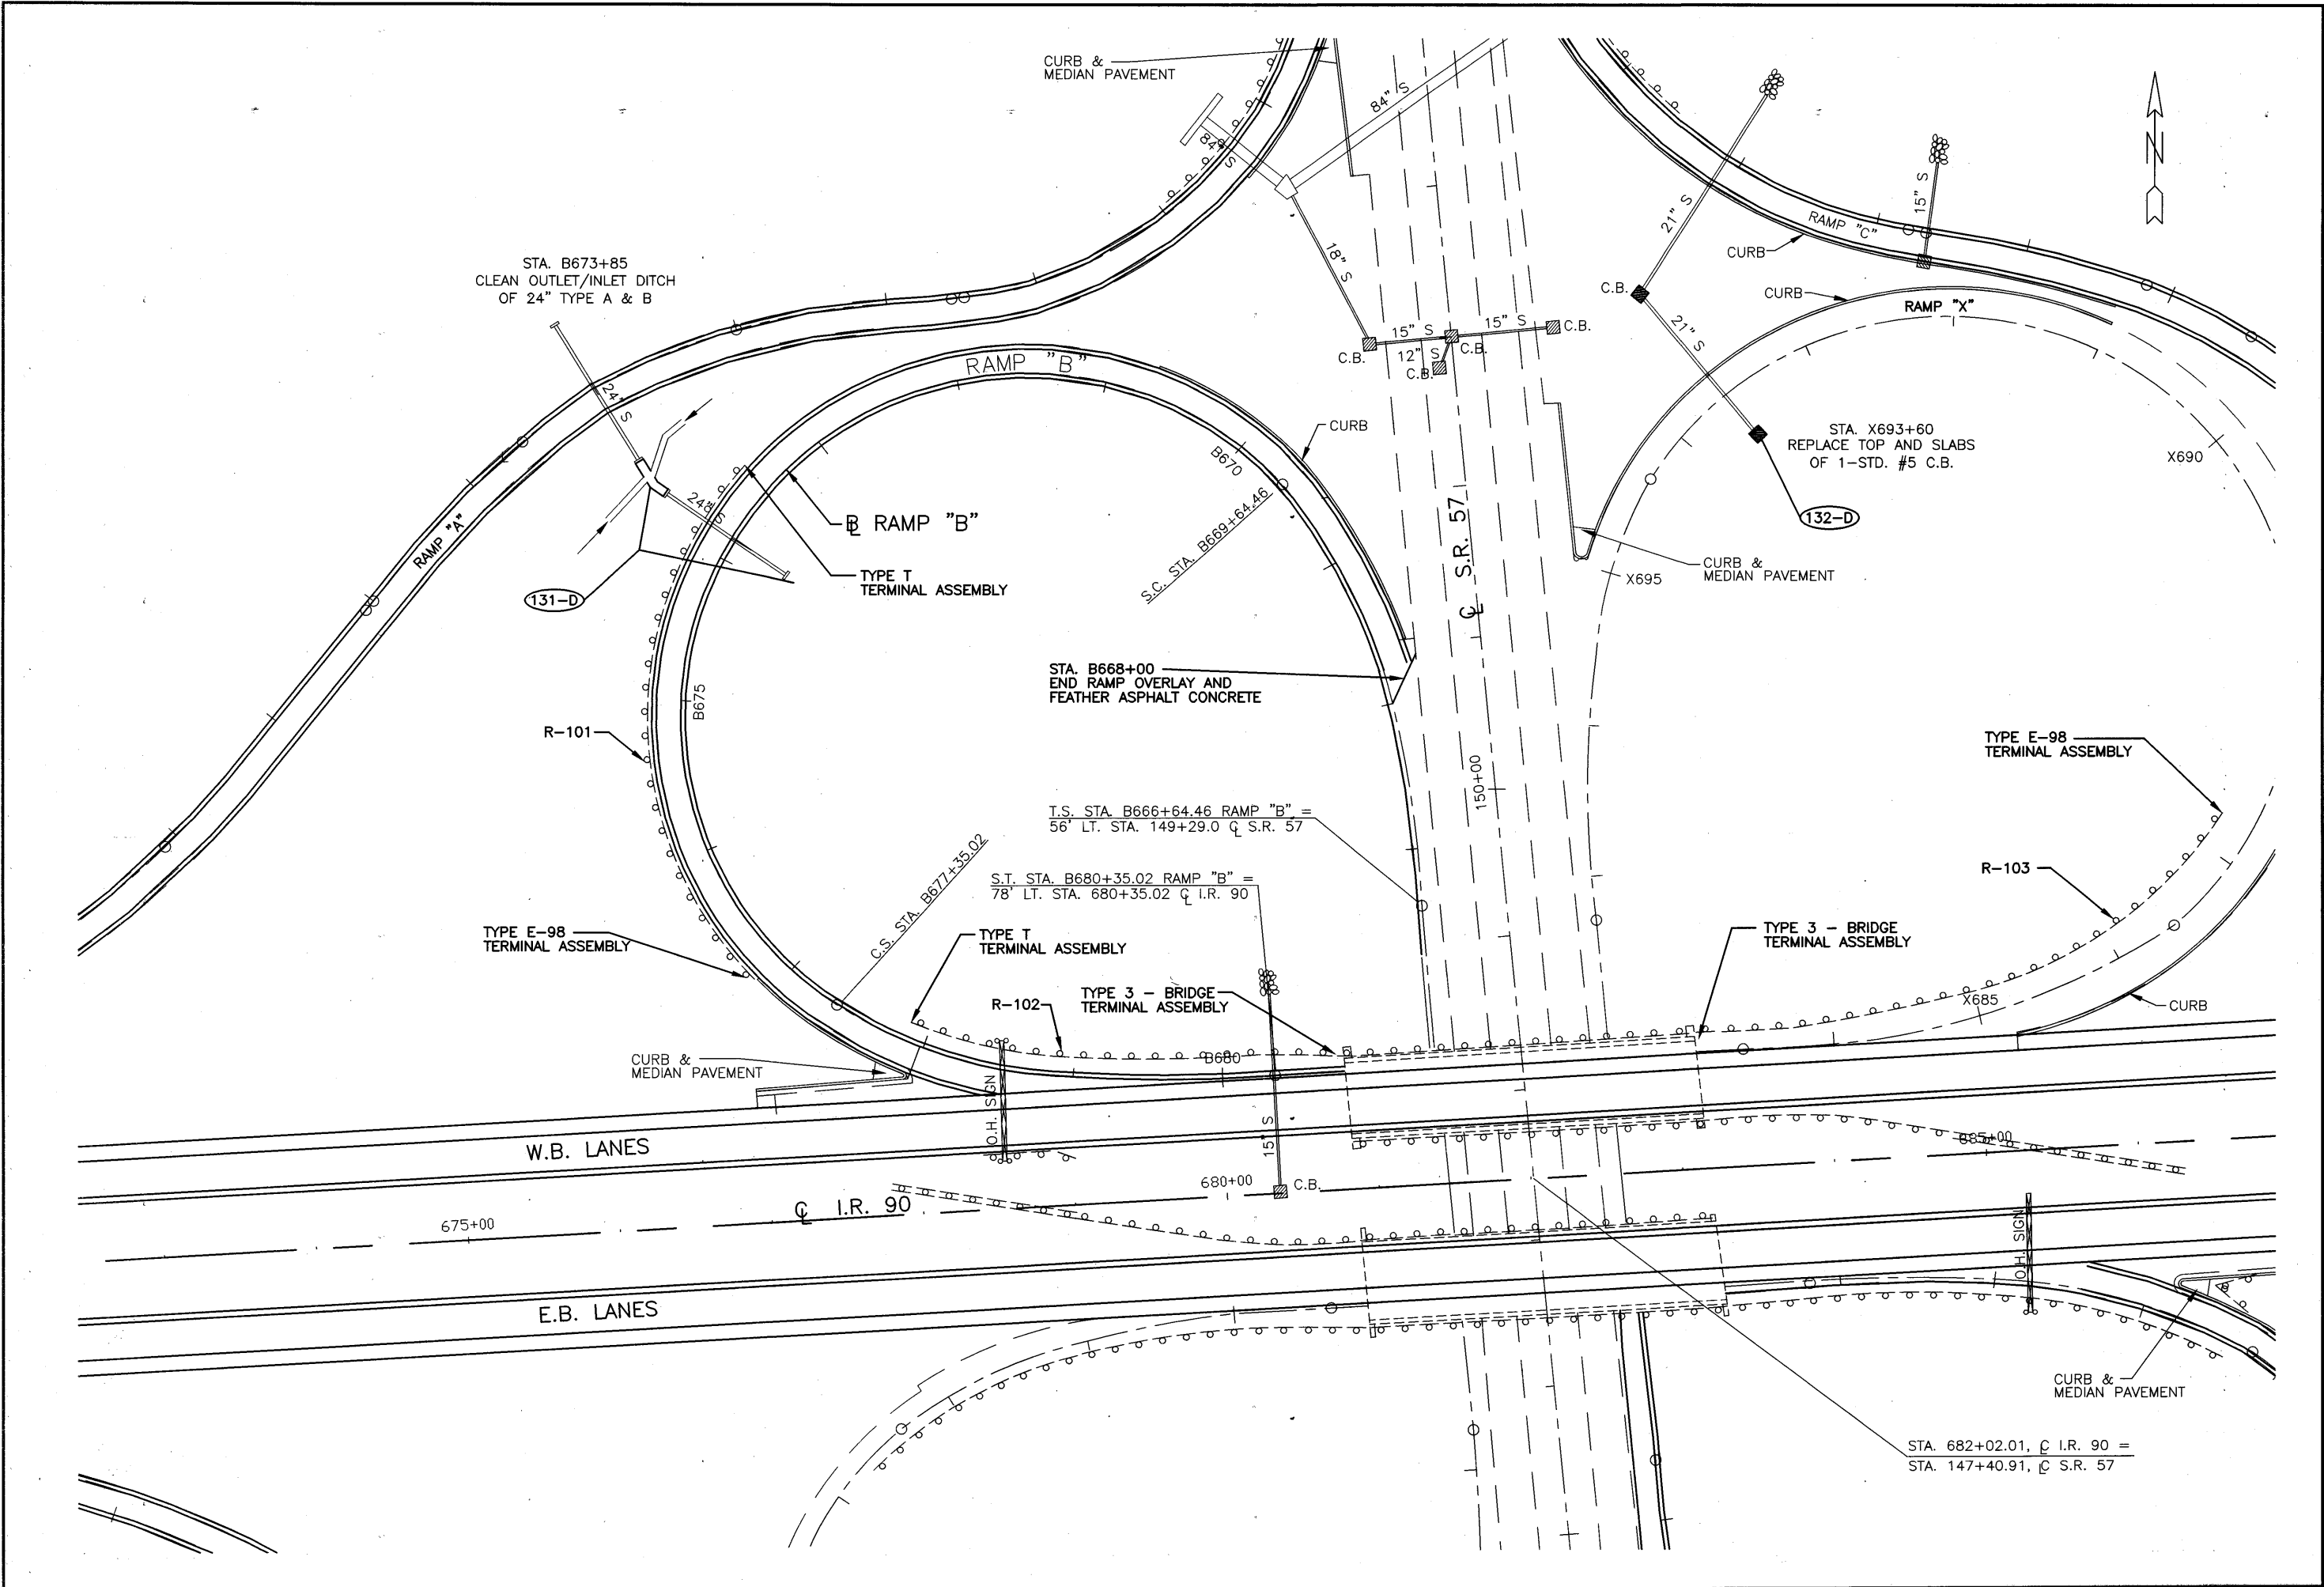 CURB &
MEDIAN PAVEMENT
84" S
84" S
N
21" S
15" S
RAMP "C"
CURB
18" S
STA. B673+85
CLEAN OUTLET/INLET DITCH
OF 24" TYPE A & B
C.B.
CURB
RAMP "X"
21" S
15" S
15" S
C.B.
C.B.
12" S
C.B.
C.B.
RAMP "B"
24" S
CURB
STA. X693+60
REPLACE TOP AND SLABS
OF 1-STD. #5 C.B.
X690
B670
S.C. STA. B669+64.46
24" S
℄ RAMP "B"
132-D
RAMP "A"
CURB &
MEDIAN PAVEMENT
X695
TYPE T
TERMINAL ASSEMBLY
131-D
℄ S.R. 57
STA. B668+00
END RAMP OVERLAY AND
FEATHER ASPHALT CONCRETE
B675
R-101
TYPE E-98
TERMINAL ASSEMBLY
150+00
T.S. STA. B666+64.46 RAMP "B" =
56' LT. STA. 149+29.0 ℄ S.R. 57
C.S. STA. B677+35.02
S.T. STA. B680+35.02 RAMP "B" =
78' LT. STA. 680+35.02 ℄ I.R. 90
R-103
TYPE E-98
TERMINAL ASSEMBLY
TYPE T
TERMINAL ASSEMBLY
TYPE 3 - BRIDGE
TERMINAL ASSEMBLY
R-102
TYPE 3 - BRIDGE
TERMINAL ASSEMBLY
X685
CURB
CURB &
MEDIAN PAVEMENT
B680
O.H. SIGN
15" S
W.B. LANES
685+00
680+00
C.B.
℄ I.R. 90
675+00
O.H. SIGN
E.B. LANES
CURB &
MEDIAN PAVEMENT
STA. 682+02.01, ℄ I.R. 90 =
STA. 147+40.91, ℄ S.R. 57